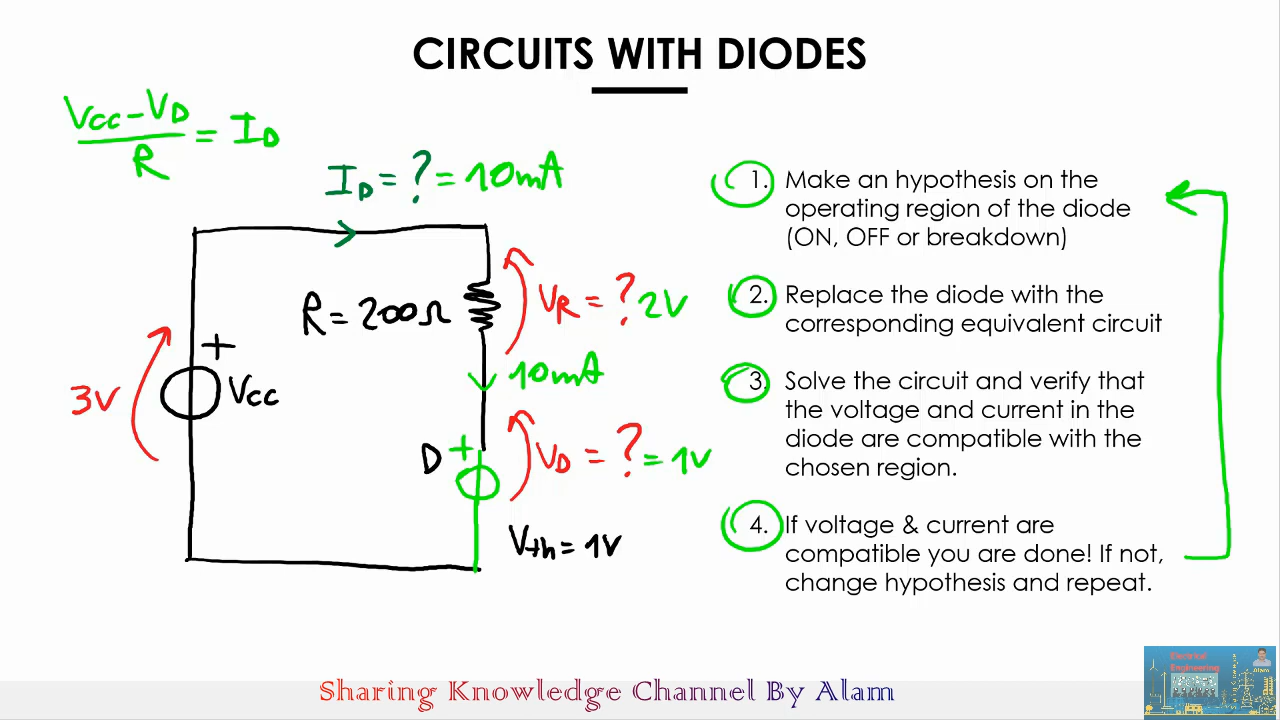 CIRCUITS WITH DIODES
Vcc - VD
R
= ID
ID = ? = 10mA
R = 200Ω
VR = ? 2V
10mA
3V
+
Vcc
D +
VD = ? = 1V
Vth = 1V
1. Make an hypothesis on the
operating region of the diode
(ON, OFF or breakdown)
2. Replace the diode with the
corresponding equivalent circuit
3. Solve the circuit and verify that
the voltage and current in the
diode are compatible with the
chosen region.
4. If voltage & current are
compatible you are done! If not,
change hypothesis and repeat.
Electrical
Engineering
Alam
Sharing Knowledge Channel By Alam